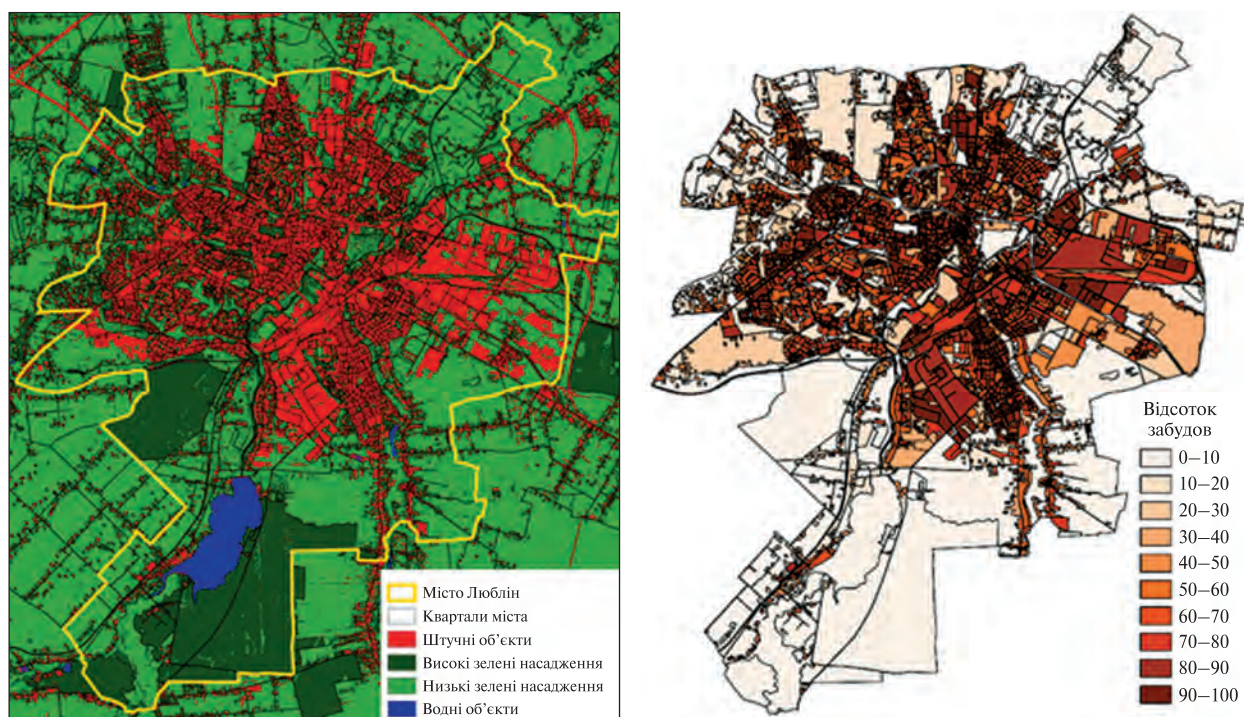 Місто Люблін
Квартали міста
Штучні об’єкти
Високі зелені насадження
Низькі зелені насадження
Водні об’єкти
Відсоток
забудов
0–10
10–20
20–30
30–40
40–50
50–60
60–70
70–80
80–90
90–100